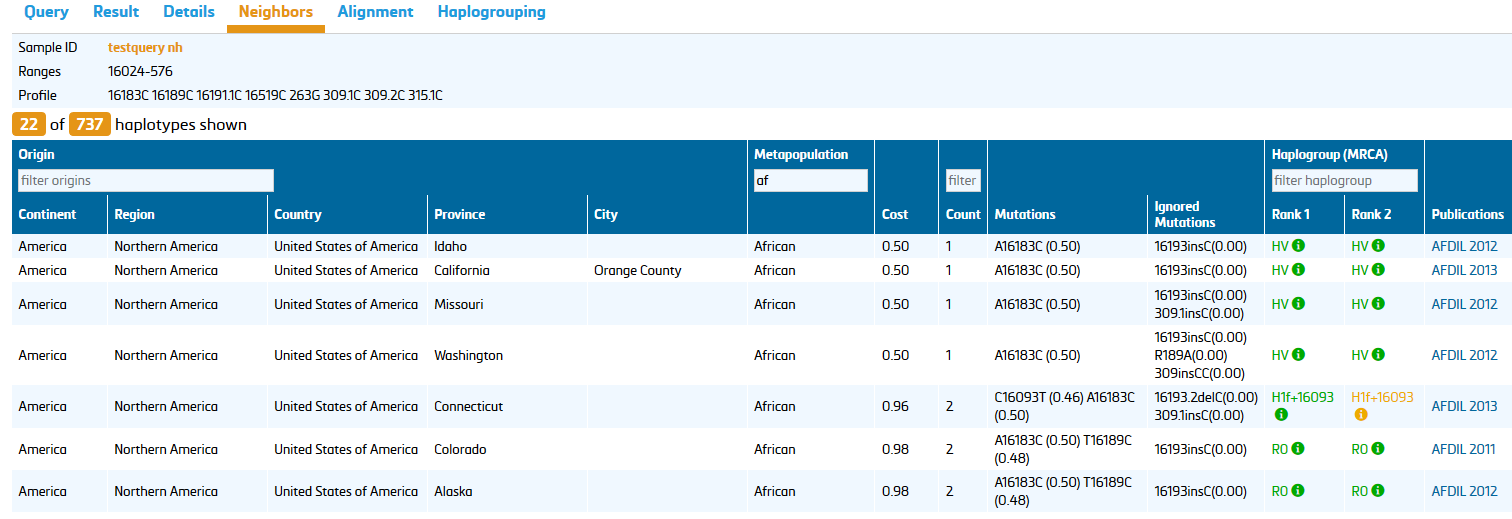 Query Result Details Neighbors Alignment Haplogrouping
Sample ID testquery nh
Ranges 16024-576
Profile 16183C 16189C 16191.1C 16519C 263G 309.1C 309.2C 315.1C
22 of 737 haplotypes shown
Origin Metapopulation Haplogroup (MRCA)
filter origins af filter filter haplogroup
Continent Region Country Province City Cost Count Mutations Ignored Mutations Rank 1 Rank 2 Publications
America Northern America United States of America Idaho African 0.50 1 A16183C (0.50) 16193insC(0.00) HV HV AFDIL 2012
America Northern America United States of America California Orange County African 0.50 1 A16183C (0.50) 16193insC(0.00) HV HV AFDIL 2013
16193insC(0.00)
America Northern America United States of America Missouri African 0.50 1 A16183C (0.50) HV HV AFDIL 2012
309.1insC(0.00)
16193insC(0.00)
America Northern America United States of America Washington African 0.50 1 A16183C (0.50) R189A(0.00) HV HV AFDIL 2012
309insCC(0.00)
C16093T (0.46) A16183C 16193.2delC(0.00) H1f+16093 H1f+16093
America Northern America United States of America Connecticut African 0.96 2 AFDIL 2013
(0.50) 309.1insC(0.00)
A16183C (0.50) T16189C
America Northern America United States of America Colorado African 0.98 2 16193insC(0.00) R0 R0 AFDIL 2011
(0.48)
A16183C (0.50) T16189C
America Northern America United States of America Alaska African 0.98 2 16193insC(0.00) R0 R0 AFDIL 2012
(0.48)